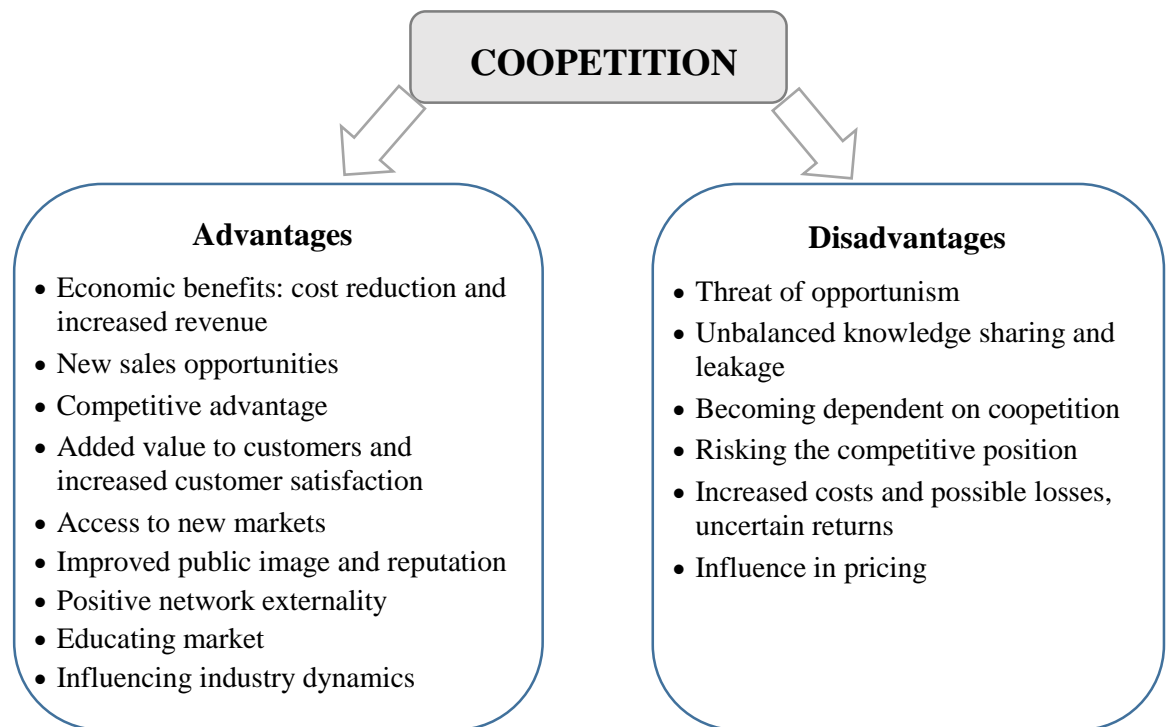 COOPETITION
Advantages
• Economic benefits: cost reduction and
increased revenue
• New sales opportunities
• Competitive advantage
• Added value to customers and
increased customer satisfaction
• Access to new markets
• Improved public image and reputation
• Positive network externality
• Educating market
• Influencing industry dynamics
Disadvantages
• Threat of opportunism
• Unbalanced knowledge sharing and
leakage
• Becoming dependent on coopetition
• Risking the competitive position
• Increased costs and possible losses,
uncertain returns
• Influence in pricing